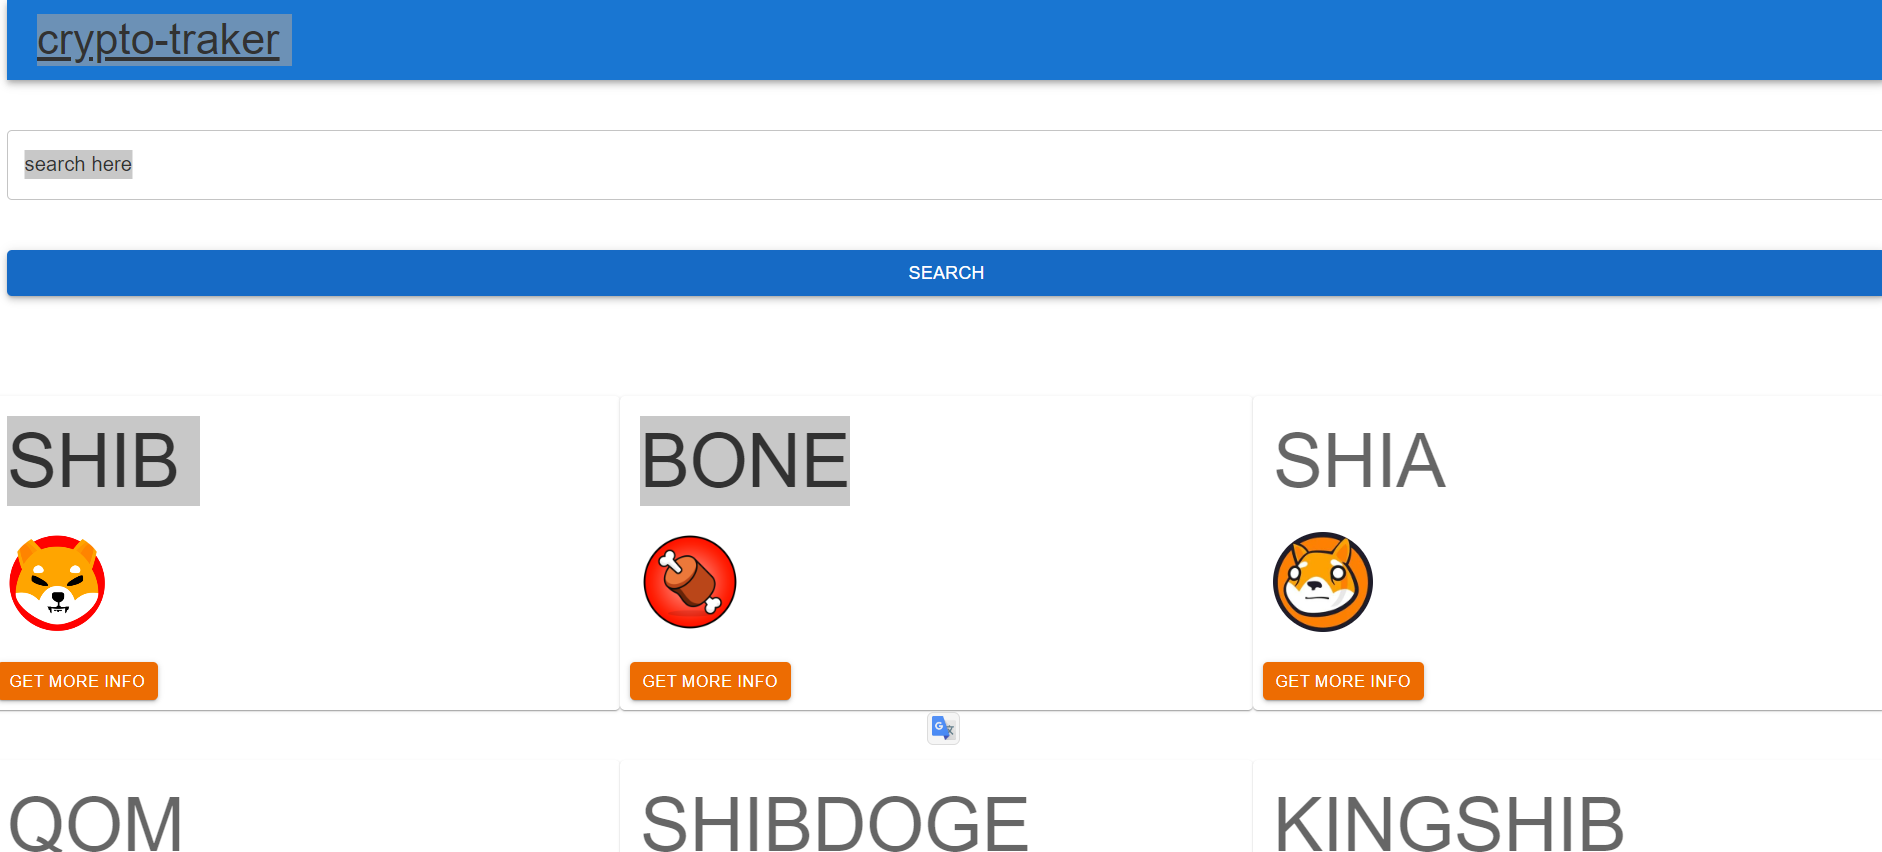 crypto-traker
search here
SEARCH
SHIB
BONE
SHIA
GET MORE INFO
GET MORE INFO
GET MORE INFO
G
QOM
SHIBDOGE
KINGSHIB